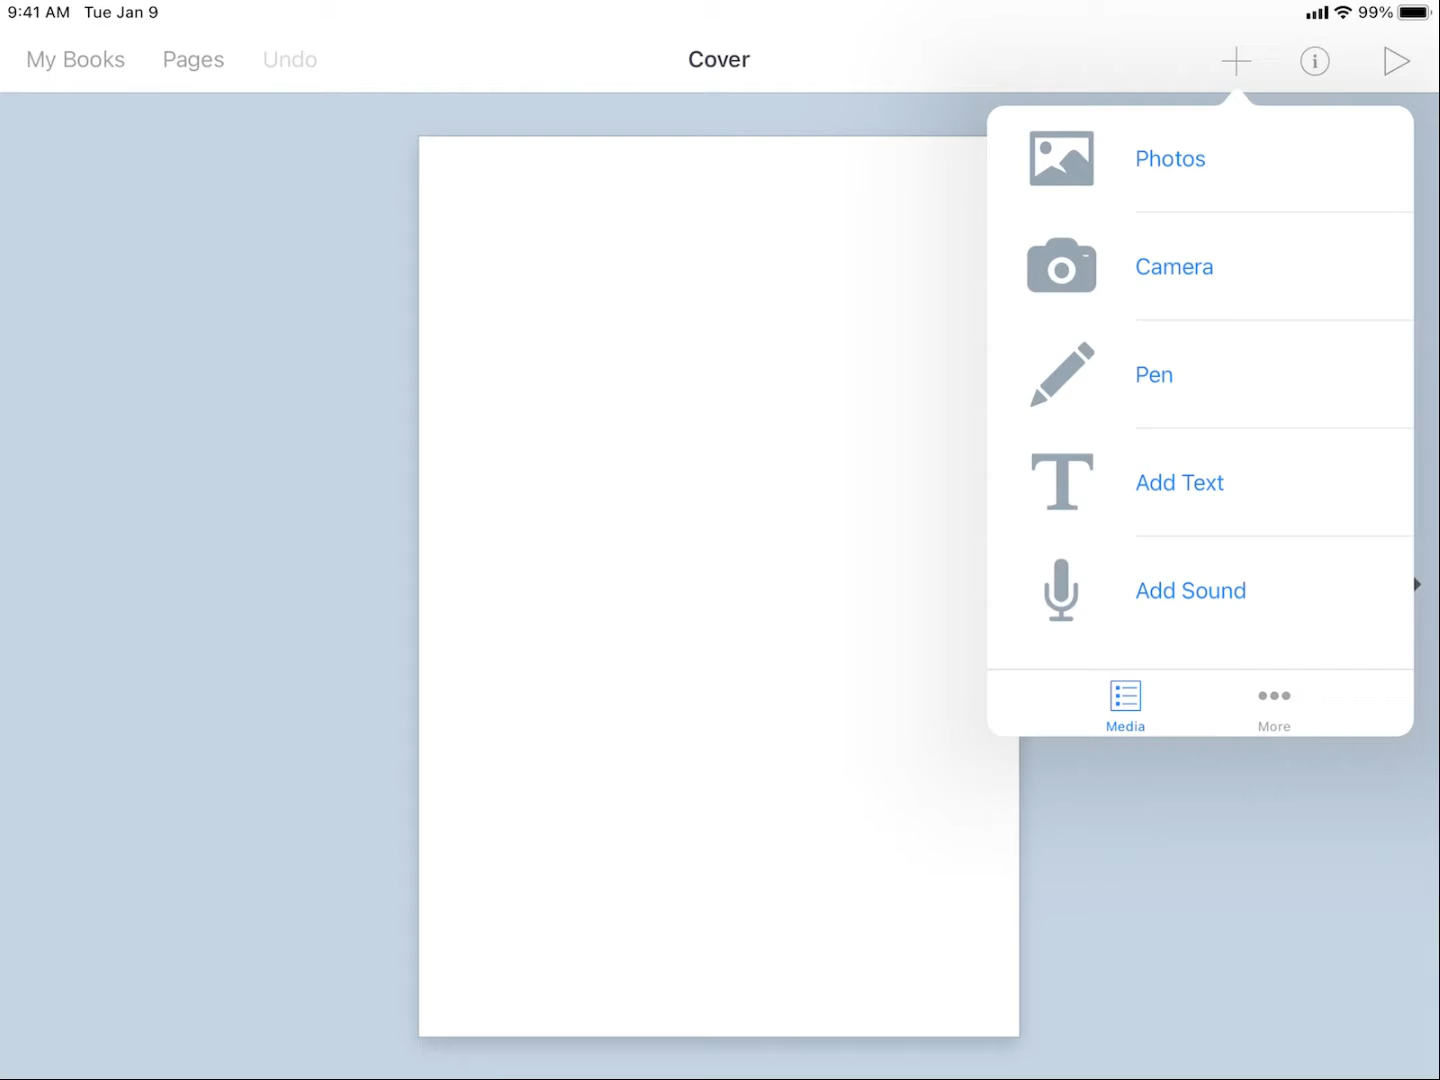 9:41 AM Tue Jan 9 99%
My Books Pages Undo Cover
Photos
Camera
Pen
Add Text
Add Sound
Media More